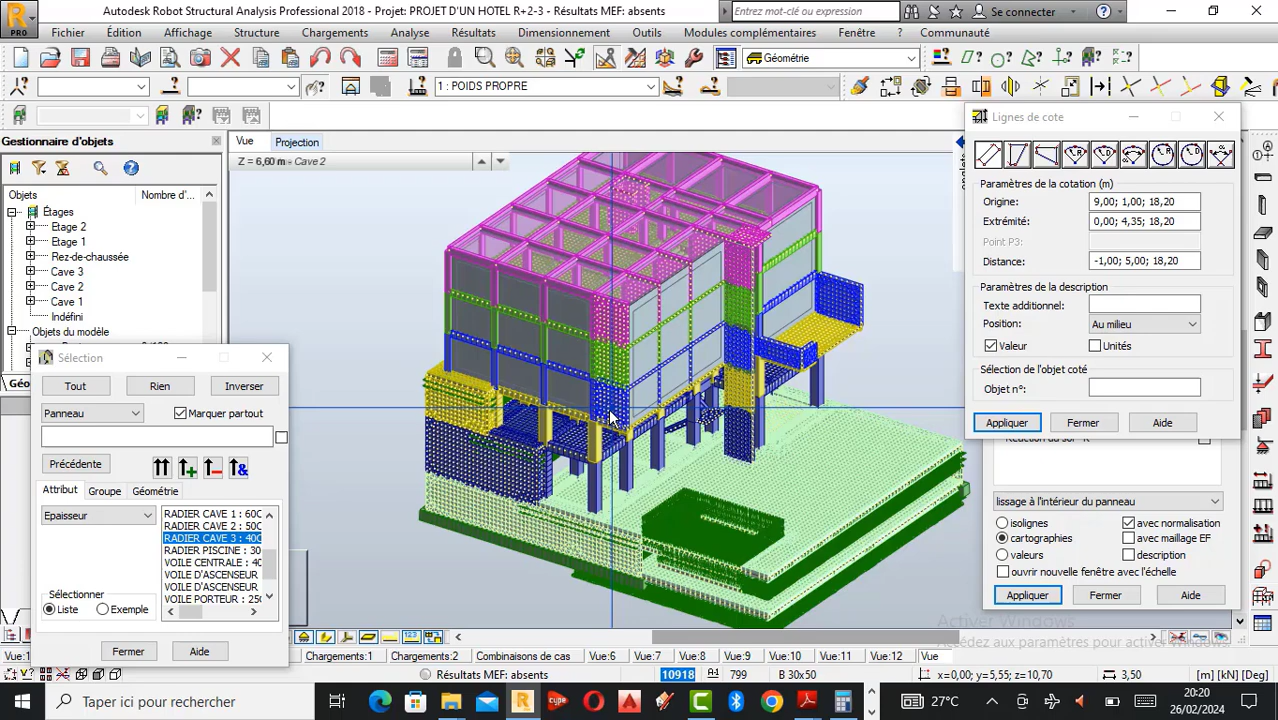 Autodesk Robot Structural Analysis Professional 2018 - Projet: PROJET D'UN HOTEL R+2-3 - Résultats MEF: absents
Entrez mot-clé ou expression
Se connecter
PRO
Fichier Edition Affichage Structure Chargements Analyse Résultats Dimensionnement Outils Modules complémentaires Fenêtre ? Communauté
Géométrie
1 : POIDS PROPRE
Gestionnaire d'objets
Objets
Nombre d'...
Étages
Etage 2
Etage 1
Rez-de-chaussée
Cave 3
Cave 2
Cave 1
Indéfini
Objets du modèle
Vue
Projection
Z = 6,60 m - Cave 2
Sélection
Tout
Rien
Inverser
Panneau
Marquer partout
Précédente
Attribut
Groupe
Géométrie
Epaisseur
RADIER CAVE 1 : 60C
RADIER CAVE 2 : 50C
RADIER CAVE 3 : 40C
RADIER PISCINE : 30
VOILE CENTRALE : 40
VOILE D'ASCENSEUR
VOILE D'ASCENSEUR
VOILE PORTEUR : 250
Sélectionner
Liste
Exemple
Fermer
Aide
Lignes de cote
Paramètres de la cotation (m)
Origine: 9,00; 1,00; 18,20
Extrémité: 0,00; 4,35; 18,20
Point P3:
Distance: -1,00; 5,00; 18,20
Paramètres de la description
Texte additionnel:
Position: Au milieu
Valeur
Unités
Sélection de l'objet coté
Objet n°:
Appliquer
Fermer
Aide
lissage à l'intérieur du panneau
isolignes
avec normalisation
cartographies
avec maillage EF
valeurs
description
ouvrir nouvelle fenêtre avec l'échelle
Appliquer
Fermer
Aide
Activer Windows
Accédez aux paramètres pour activer Windows.
Chargements:1 Chargements:2 Combinaisons de cas Vue:6 Vue:7 Vue:8 Vue:9 Vue:10 Vue:11 Vue:12 Vue
Résultats MEF: absents
10918
799
B 30x50
x=0,00; y=5,55; z=10,70
3,50
[m] [kN] [Deg]
Taper ici pour rechercher
27°C
20:20
26/02/2024